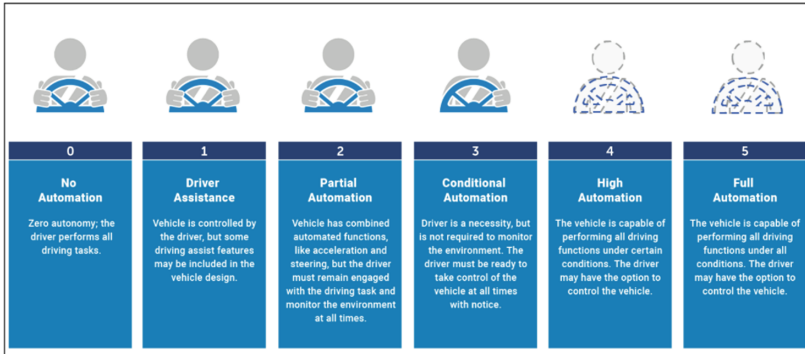 0
No
Automation
Zero autonomy; the
driver performs all
driving tasks.
1
Driver
Assistance
Vehicle is controlled by
the driver, but some
driving assist features
may be included in the
vehicle design.
2
Partial
Automation
Vehicle has combined
automated functions,
like acceleration and
steering, but the driver
must remain engaged
with the driving task and
monitor the environment
at all times.
3
Conditional
Automation
Driver is a necessity, but
is not required to monitor
the environment. The
driver must be ready to
take control of the
vehicle at all times
with notice.
4
High
Automation
The vehicle is capable of
performing all driving
functions under certain
conditions. The driver
may have the option to
control the vehicle.
5
Full
Automation
The vehicle is capable of
performing all driving
functions under all
conditions. The driver
may have the option to
control the vehicle.